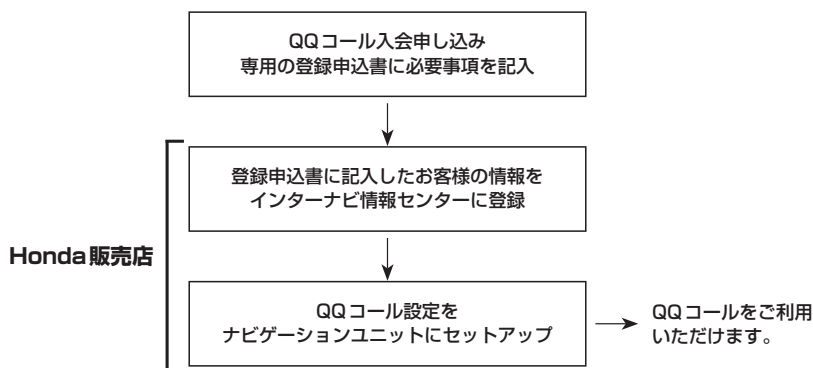 QQコール入会申し込み
専用の登録申込書に必要事項を記入
登録申込書に記入したお客様の情報を
インターナビ情報センターに登録
Honda販売店
QQコール設定を
ナビゲーションユニットにセットアップ
QQコールをご利用
いただけます。